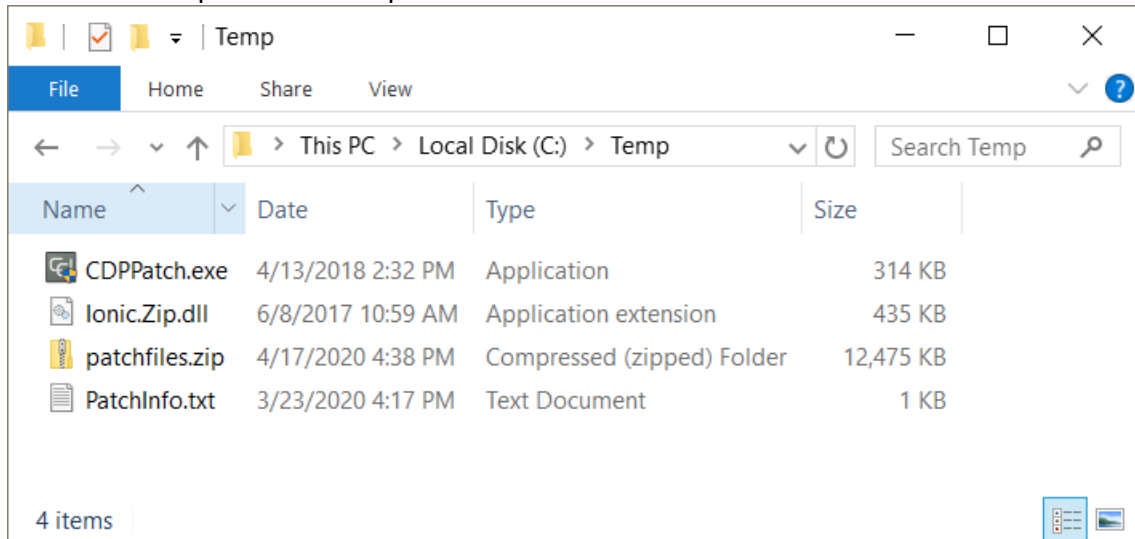 Temp
File Home Share View
This PC > Local Disk (C:) > Temp Search Temp
Name Date Type Size
CDPPatch.exe 4/13/2018 2:32 PM Application 314 KB
Ionic.Zip.dll 6/8/2017 10:59 AM Application extension 435 KB
patchfiles.zip 4/17/2020 4:38 PM Compressed (zipped) Folder 12,475 KB
PatchInfo.txt 3/23/2020 4:17 PM Text Document 1 KB
4 items